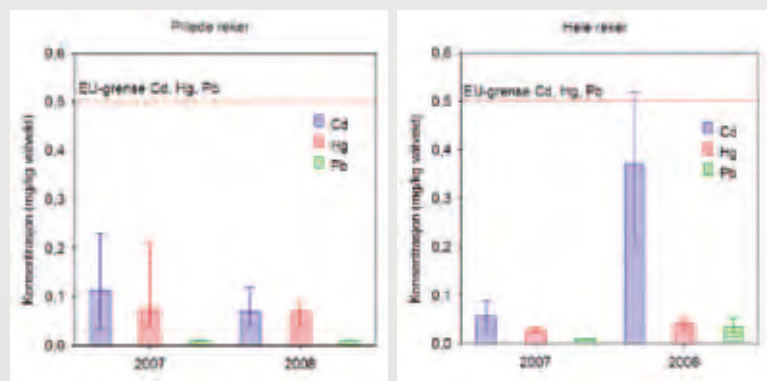 Pillede reker
Konsentrasjon (mg/kg våtvekt)
0,6
0,5
0,4
0,3
0,2
0,1
0,0
EU-grense Cd, Hg, Pb
Cd
Hg
Pb
2007
2008
Hele reker
Konsentrasjon (mg/kg våtvekt)
0,6
0,5
0,4
0,3
0,2
0,1
0,0
EU-grense Cd, Hg, Pb
Cd
Hg
Pb
2007
2008